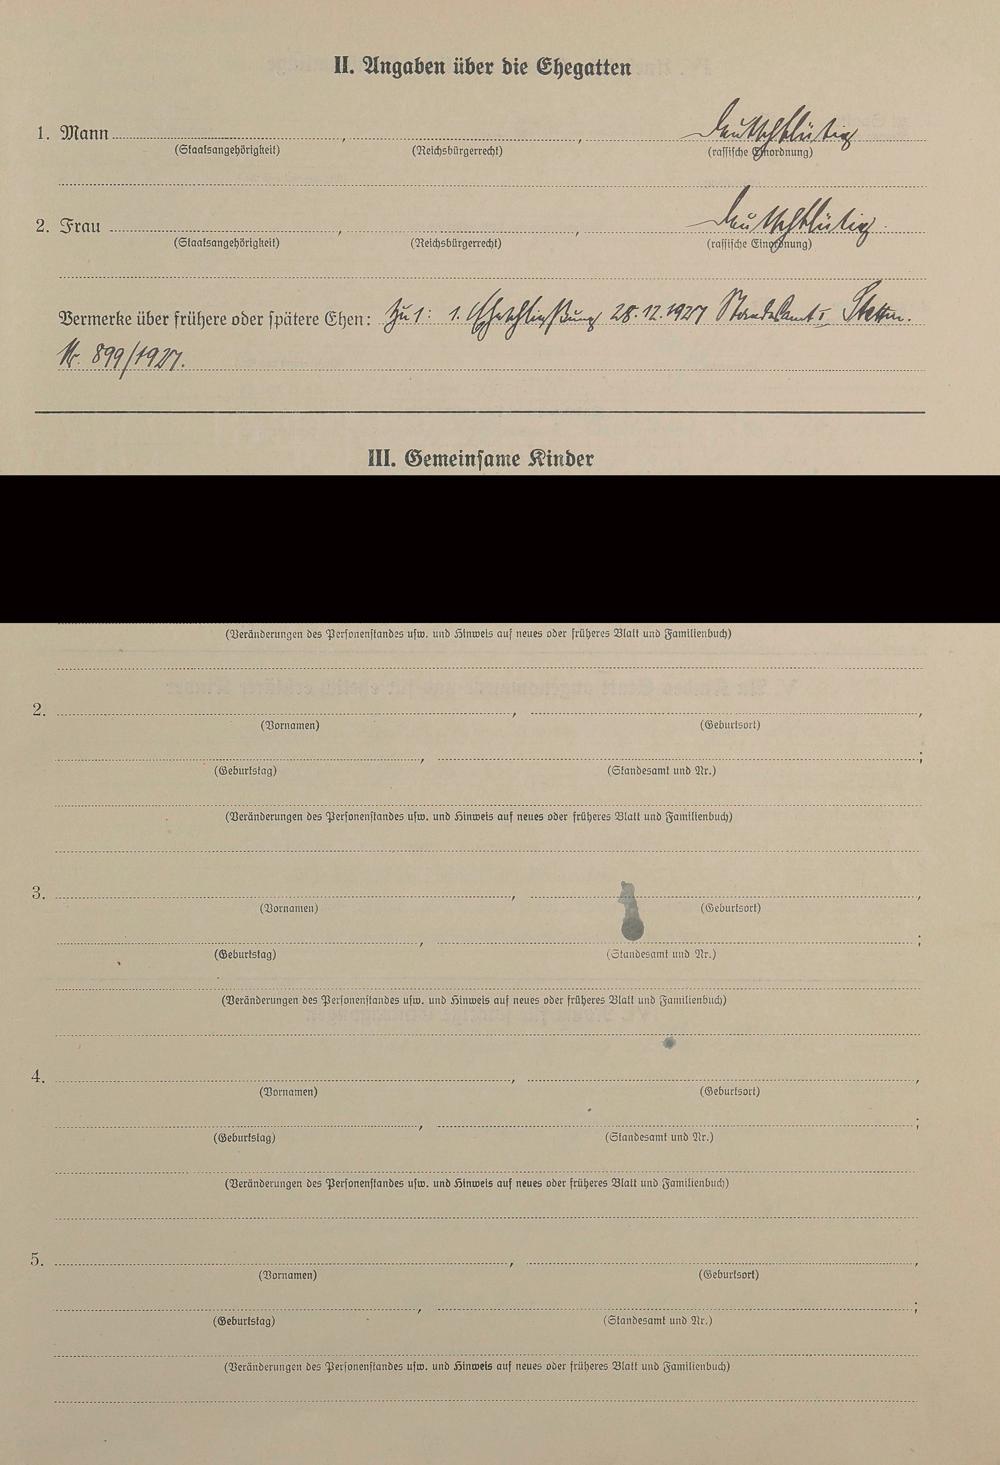 II. Angaben über die Ehegatten
1. Mann , , deutschblütig
(Staatsangehörigkeit) (Reichsbürgerrecht) (rassische Einordnung)
2. Frau , , deutschblütig.
(Staatsangehörigkeit) (Reichsbürgerrecht) (rassische Einordnung)
Vermerke über frühere oder spätere Ehen: Zu 1: 1. Eheschließung 28.12.1927 Standesamt I Stettin.
Nr. 899/1927.
III. Gemeinsame Kinder
(Veränderungen des Personenstandes usw. und Hinweis auf neues oder früheres Blatt und Familienbuch)
2. , ,
(Vornamen) (Geburtsort)
, ;
(Geburtstag) (Standesamt und Nr.)
(Veränderungen des Personenstandes usw. und Hinweis auf neues oder früheres Blatt und Familienbuch)
3. , ,
(Vornamen) (Geburtsort)
, ;
(Geburtstag) (Standesamt und Nr.)
(Veränderungen des Personenstandes usw. und Hinweis auf neues oder früheres Blatt und Familienbuch)
4. , ,
(Vornamen) (Geburtsort)
, ;
(Geburtstag) (Standesamt und Nr.)
(Veränderungen des Personenstandes usw. und Hinweis auf neues oder früheres Blatt und Familienbuch)
5. , ,
(Vornamen) (Geburtsort)
, ;
(Geburtstag) (Standesamt und Nr.)
(Veränderungen des Personenstandes usw. und Hinweis auf neues oder früheres Blatt und Familienbuch)